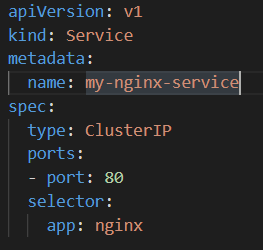 apiVersion: v1
kind: Service
metadata:
  name: my-nginx-service
spec:
  type: ClusterIP
  ports:
  - port: 80
  selector:
    app: nginx